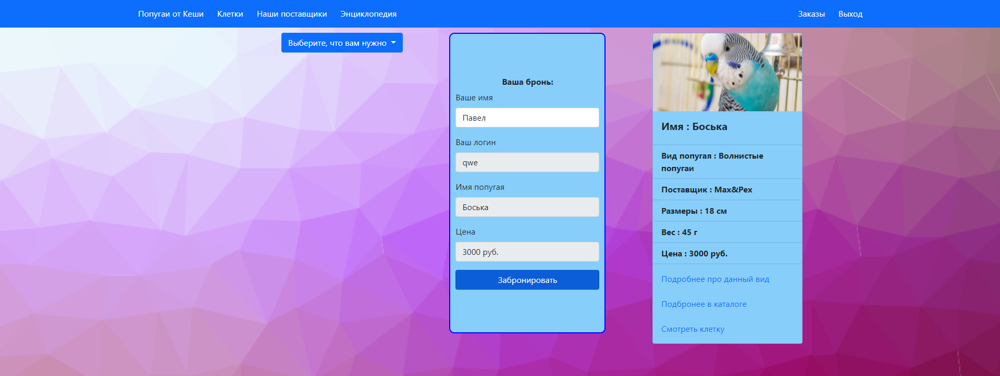 Попугаи от Кеши
Клетки
Наши поставщики
Энциклопедия
Заказы
Выход
Выберите, что вам нужно
Ваша бронь:
Ваше имя
Павел
Ваш логин
qwe
Имя попугая
Боська
Цена
3000 руб.
Забронировать
Имя : Боська
Вид попугая : Волнистые
попугаи
Поставщик : Max&Pex
Размеры : 18 см
Вес : 45 г
Цена : 3000 руб.
Подробнее про данный вид
Подбронее в каталоге
Смотреть клетку